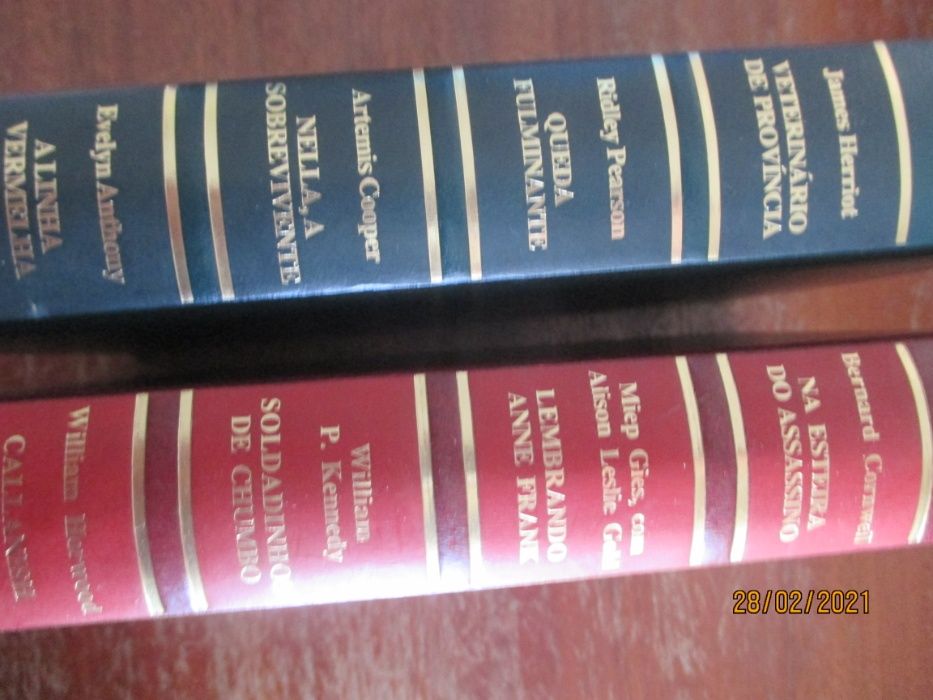 James Herriot
VETERINÁRIO
DE PROVÍNCIA
Ridley Pearson
QUEDA
FULMINANTE
Artemis Cooper
NELLA, A
SOBREVIVENTE
Evelyn Anthony
A LINHA
VERMELHA
Bernard Cornwell
NA ESTEIRA
DO ASSASSINO
Miep Gies, com
Alison Leslie Gold
LEMBRANDO
ANNE FRANK
William
P. Kennedy
SOLDADINHO
DE CHUMBO
William Horwood
28/02/2021